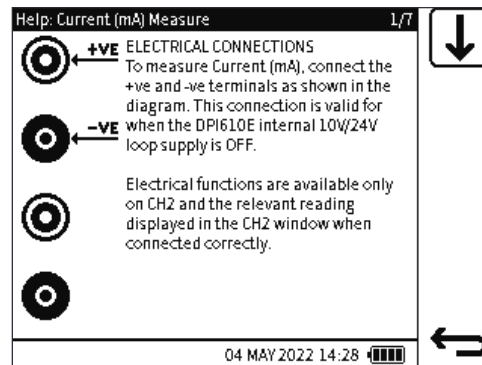 Help: Current (mA) Measure 1/7
+VE ELECTRICAL CONNECTIONS
To measure Current (mA), connect the
+ve and -ve terminals as shown in the
diagram. This connection is valid for
-VE when the DPI610E internal 10V/24V
loop supply is OFF.
Electrical functions are available only
on CH2 and the relevant reading
displayed in the CH2 window when
connected correctly.
04 MAY 2022 14:28